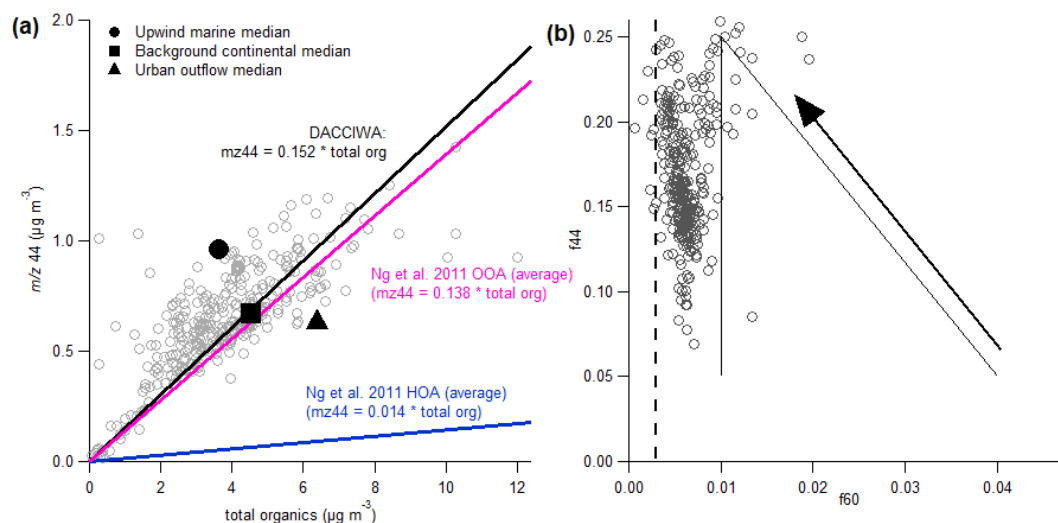 (a)
Upwind marine median
Background continental median
Urban outflow median
DACCIWA:
mz44 = 0.152 * total org
Ng et al. 2011 OOA (average)
(mz44 = 0.138 * total org)
Ng et al. 2011 HOA (average)
(mz44 = 0.014 * total org)
2.0
1.5
1.0
0.5
0.0
m/z 44 (µg m⁻³)
0 2 4 6 8 10 12
total organics (µg m⁻³)
(b)
0.25
0.20
0.15
0.10
0.05
0.00
f44
0.00 0.01 0.02 0.03 0.04
f60